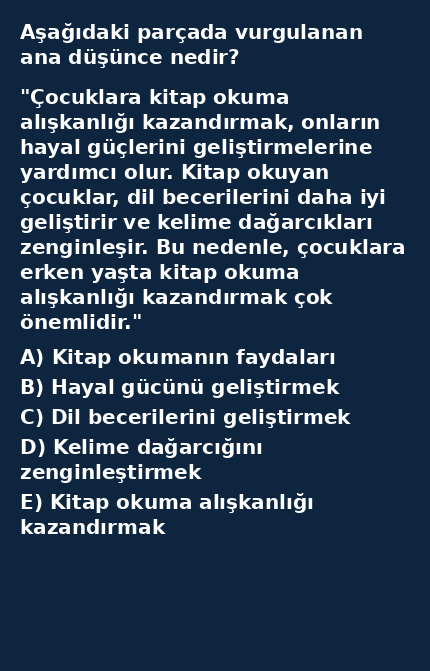 Aşağıdaki parçada vurgulanan
ana düşünce nedir?
"Çocuklara kitap okuma
alışkanlığı kazandırmak, onların
hayal güçlerini geliştirmelerine
yardımcı olur. Kitap okuyan
çocuklar, dil becerilerini daha iyi
geliştirir ve kelime dağarcıkları
zenginleşir. Bu nedenle, çocuklara
erken yaşta kitap okuma
alışkanlığı kazandırmak çok
önemlidir."
A) Kitap okumanın faydaları
B) Hayal gücünü geliştirmek
C) Dil becerilerini geliştirmek
D) Kelime dağarcığını
zenginleştirmek
E) Kitap okuma alışkanlığı
kazandırmak